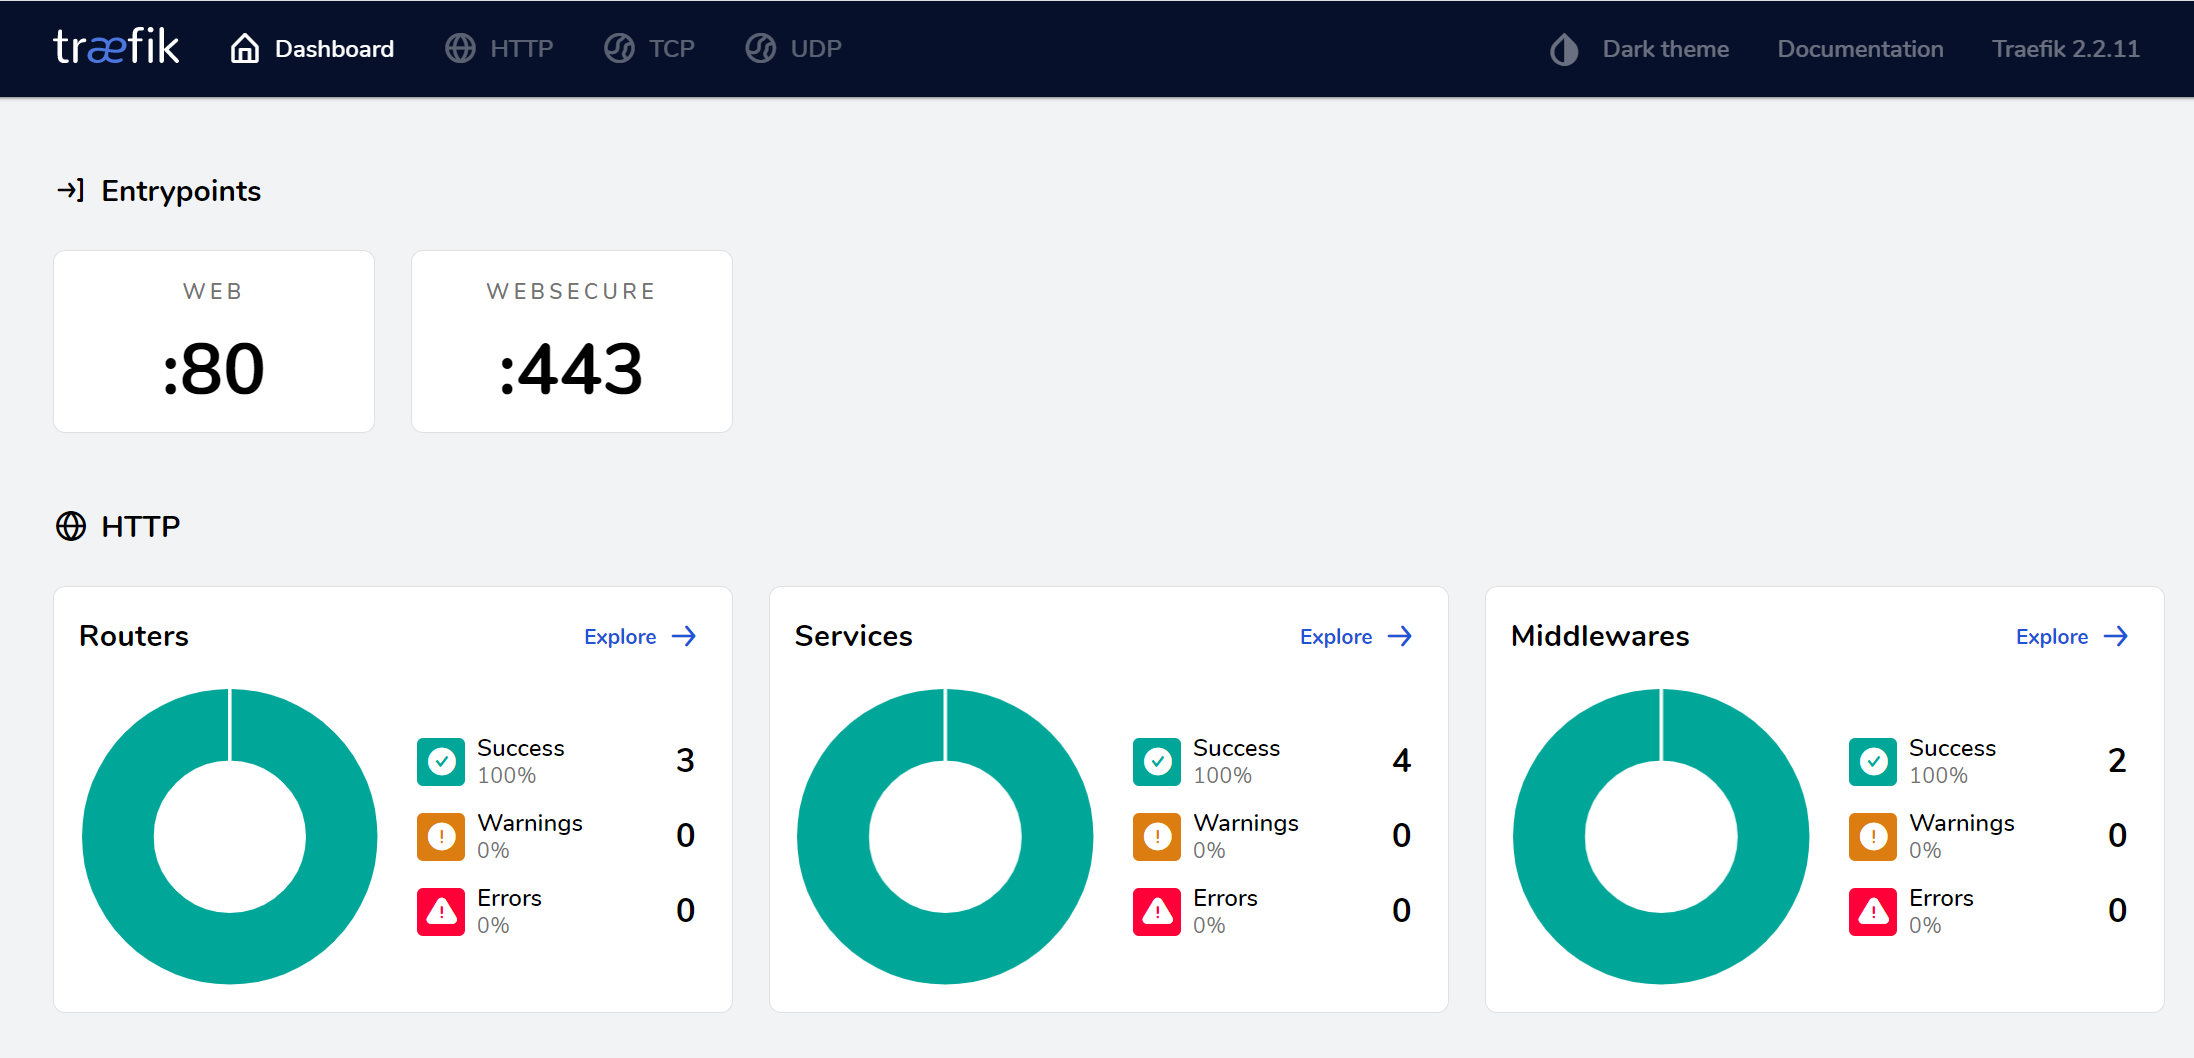 træfik Dashboard HTTP TCP UDP Dark theme Documentation Traefik 2.2.11
Entrypoints
WEB WEBSECURE
:80 :443
HTTP
Routers Explore
Success 3
100%
Warnings 0
0%
Errors 0
0%
Services Explore
Success 4
100%
Warnings 0
0%
Errors 0
0%
Middlewares Explore
Success 2
100%
Warnings 0
0%
Errors 0
0%